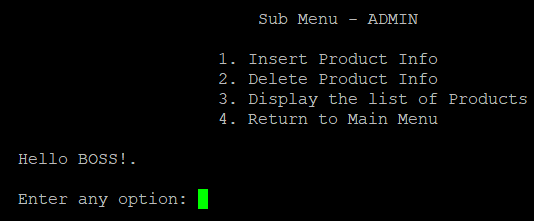 Sub Menu - ADMIN
1. Insert Product Info
2. Delete Product Info
3. Display the list of Products
4. Return to Main Menu
Hello BOSS!.
Enter any option: